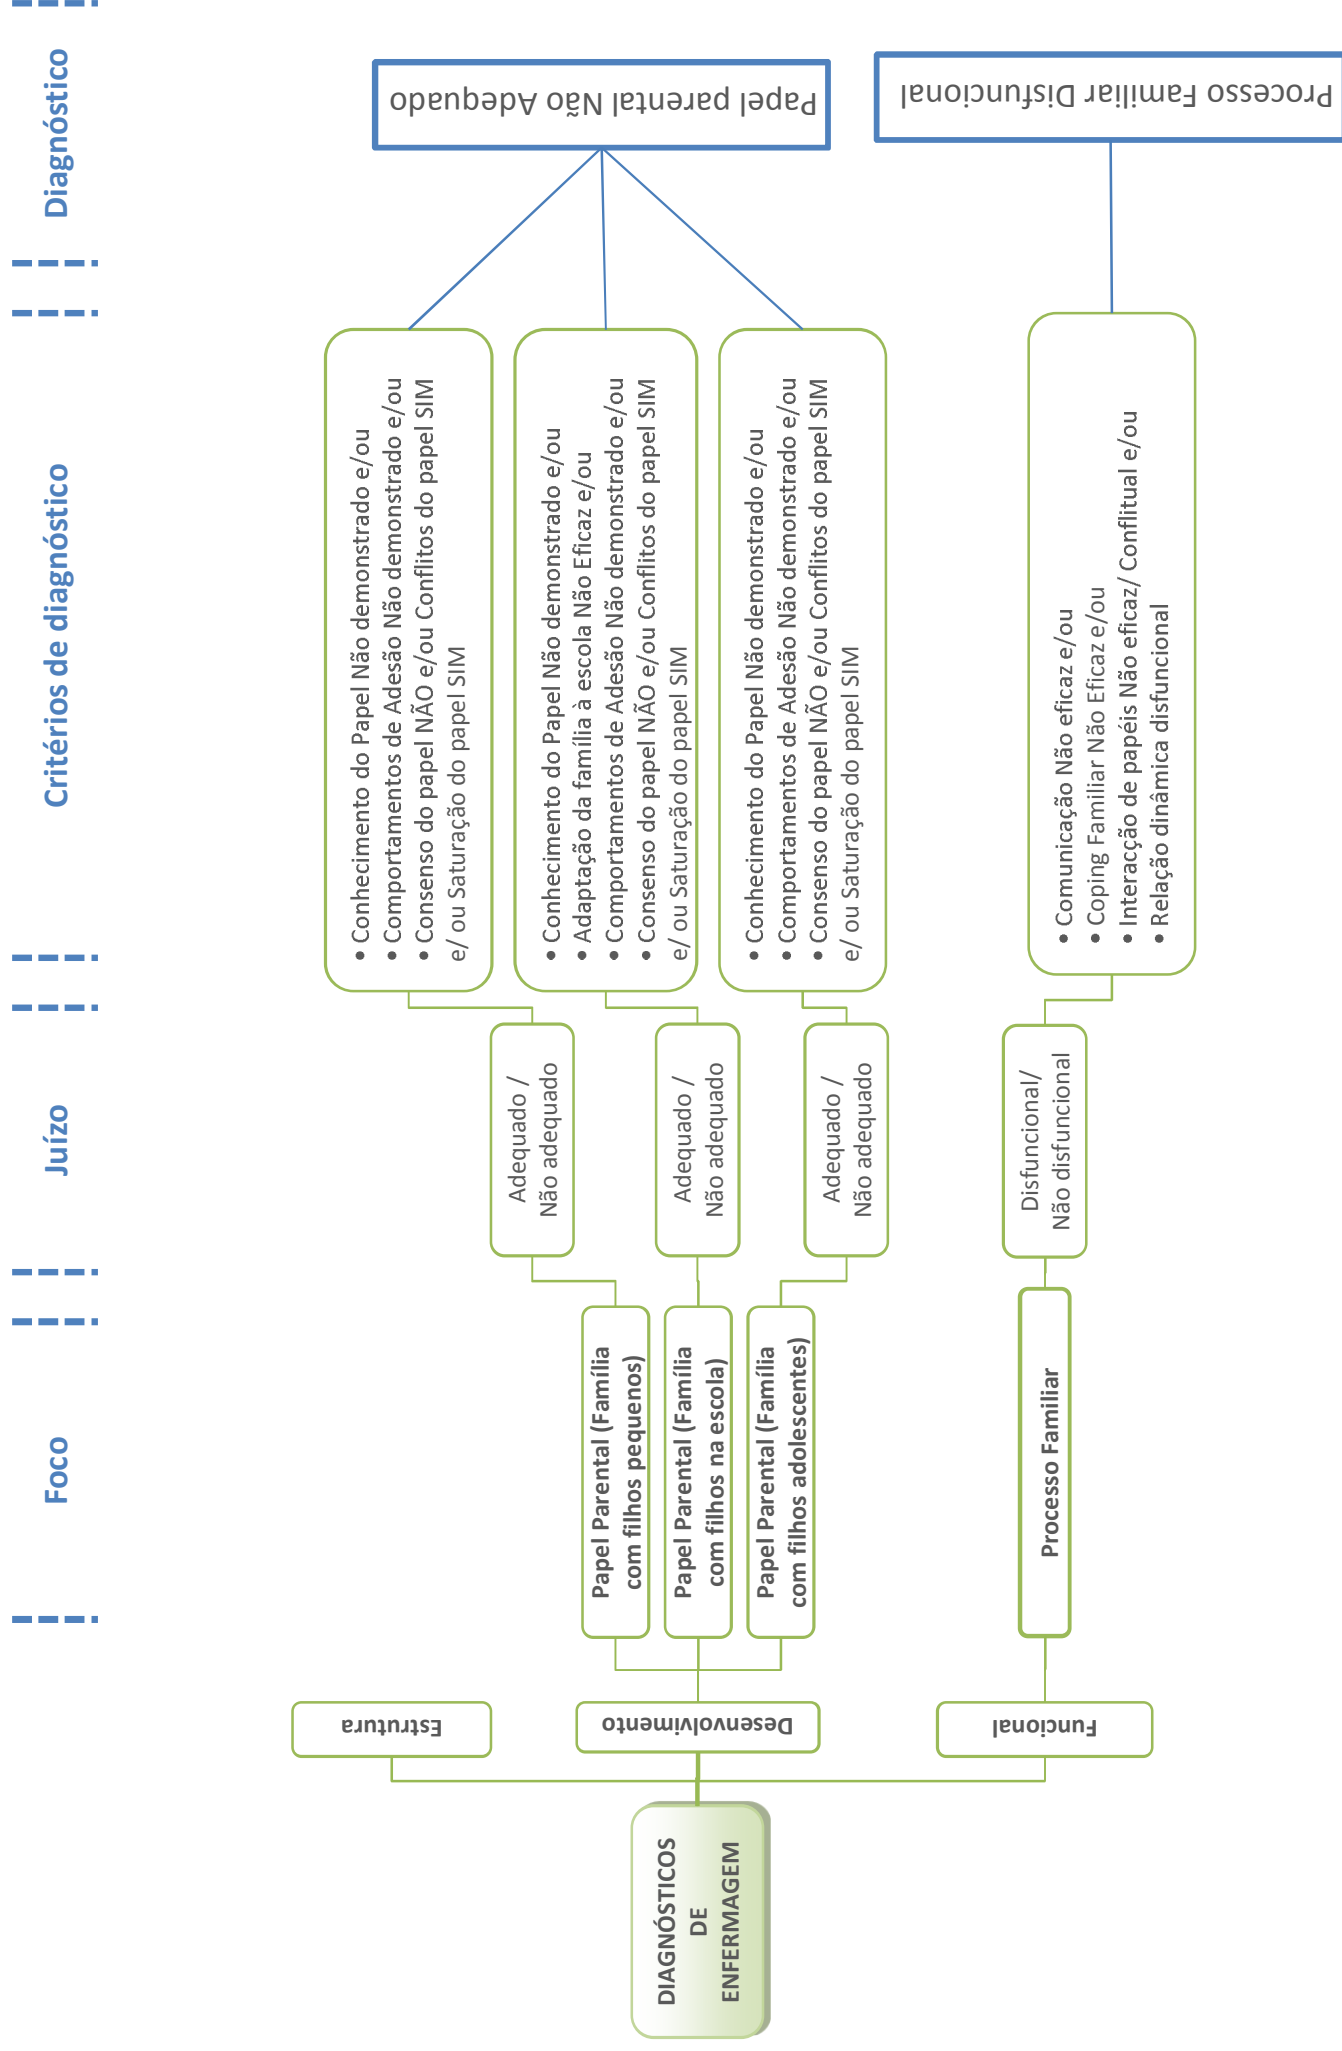 Foco
Juízo
Critérios de diagnóstico
Diagnóstico
DIAGNÓSTICOS
DE
ENFERMAGEM
Estrutura
Desenvolvimento
Papel Parental (Família
com filhos pequenos)
Adequado /
Não adequado
• Conhecimento do Papel Não demonstrado e/ou
• Comportamentos de Adesão Não demonstrado e/ou
• Consenso do papel NÃO e/ou Conflitos do papel SIM
e/ ou Saturação do papel SIM
Papel Parental (Família
com filhos na escola)
Adequado /
Não adequado
• Conhecimento do Papel Não demonstrado e/ou
• Adaptação da família à escola Não Eficaz e/ou
• Comportamentos de Adesão Não demonstrado e/ou
• Consenso do papel NÃO e/ou Conflitos do papel SIM
e/ ou Saturação do papel SIM
Papel Parental (Família
com filhos adolescentes)
Adequado /
Não adequado
• Conhecimento do Papel Não demonstrado e/ou
• Comportamentos de Adesão Não demonstrado e/ou
• Consenso do papel NÃO e/ou Conflitos do papel SIM
e/ ou Saturação do papel SIM
Papel parental Não Adequado
Funcional
Processo Familiar
Disfuncional/
Não disfuncional
• Comunicação Não eficaz e/ou
• Coping Familiar Não Eficaz e/ou
• Interacção de papéis Não eficaz/ Conflitual e/ou
• Relação dinâmica disfuncional
Processo Familiar Disfuncional